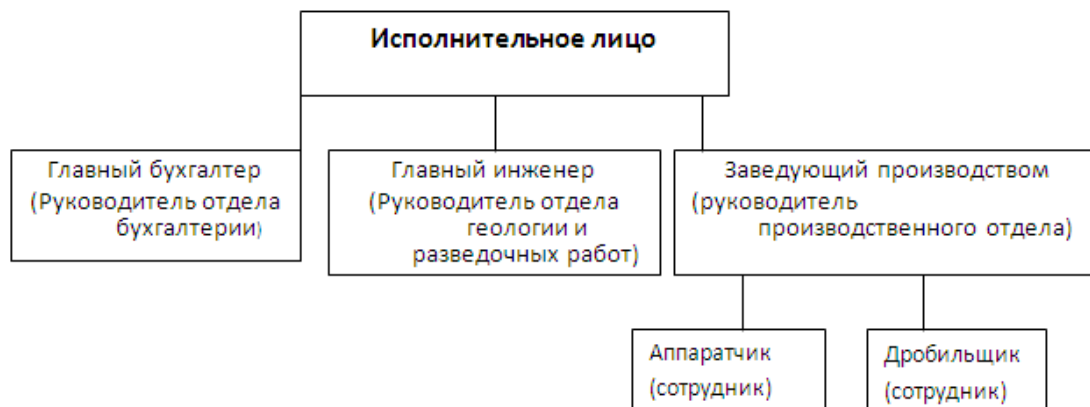 Исполнительное лицо
Главный бухгалтер
(Руководитель отдела
бухгалтерии)
Главный инженер
(Руководитель отдела
геологии и
разведочных работ)
Заведующий производством
(руководитель
производственного отдела)
Аппаратчик
(сотрудник)
Дробильщик
(сотрудник)